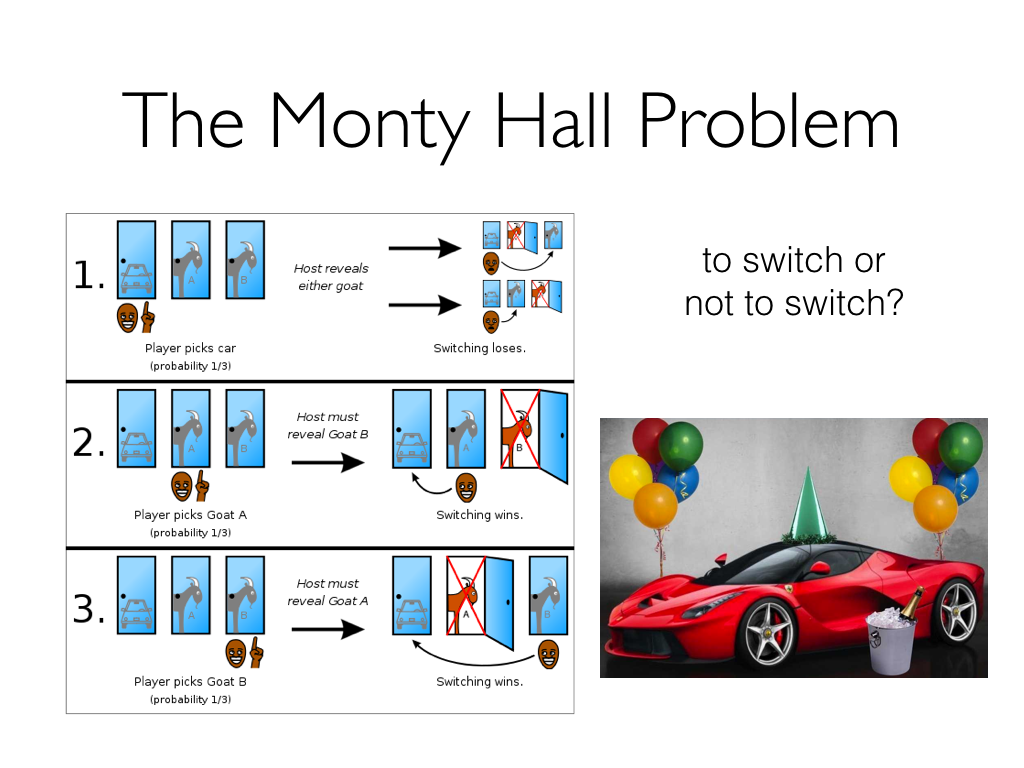 The Monty Hall Problem
1.
A
B
Host reveals
either goat
Player picks car
(probability 1/3)
Switching loses.
2.
A
B
Host must
reveal Goat B
A
B
Player picks Goat A
(probability 1/3)
Switching wins.
3.
A
B
Host must
reveal Goat A
A
B
Player picks Goat B
(probability 1/3)
Switching wins.
to switch or
not to switch?